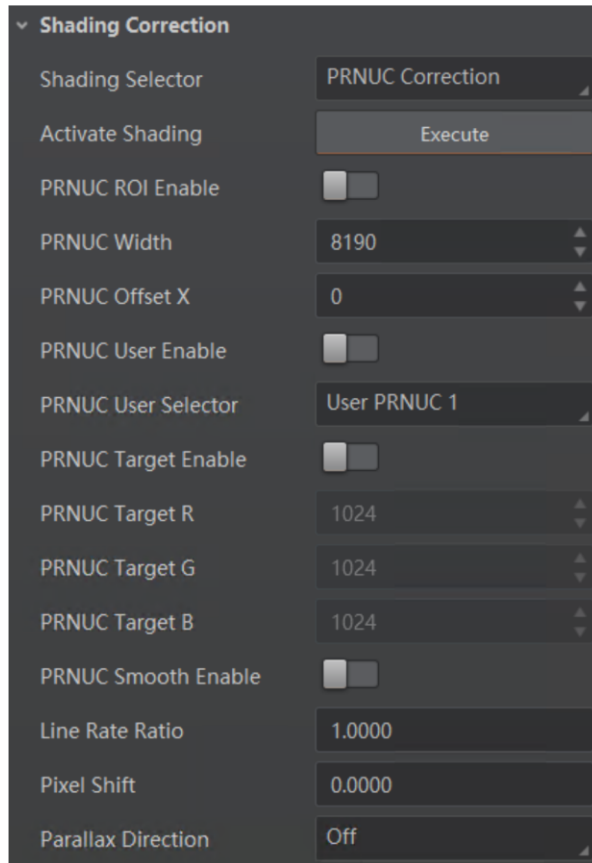 Shading Correction
Shading Selector PRNUC Correction
Activate Shading Execute
PRNUC ROI Enable
PRNUC Width 8190
PRNUC Offset X 0
PRNUC User Enable
PRNUC User Selector User PRNUC 1
PRNUC Target Enable
PRNUC Target R 1024
PRNUC Target G 1024
PRNUC Target B 1024
PRNUC Smooth Enable
Line Rate Ratio 1.0000
Pixel Shift 0.0000
Parallax Direction Off